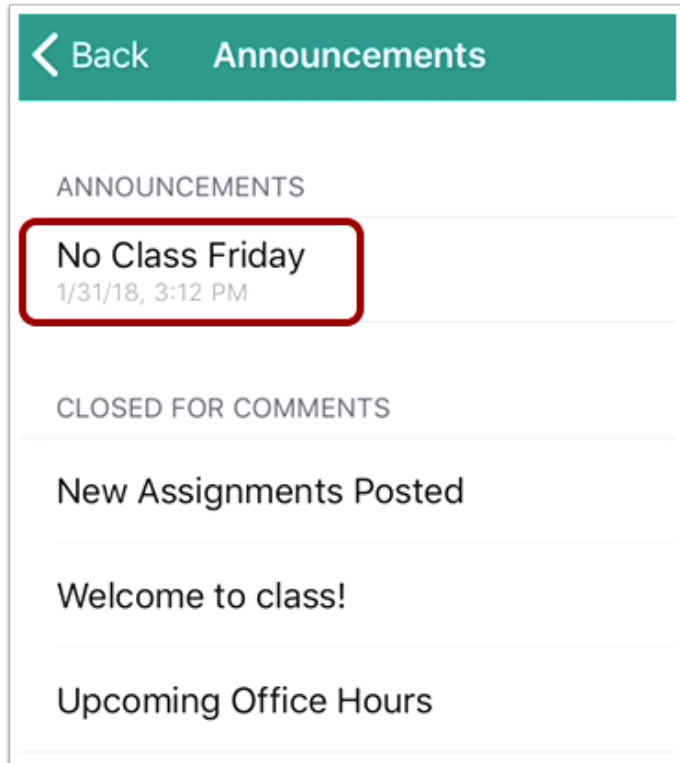 Back Announcements
ANNOUNCEMENTS
No Class Friday
1/31/18, 3:12 PM
CLOSED FOR COMMENTS
New Assignments Posted
Welcome to class!
Upcoming Office Hours